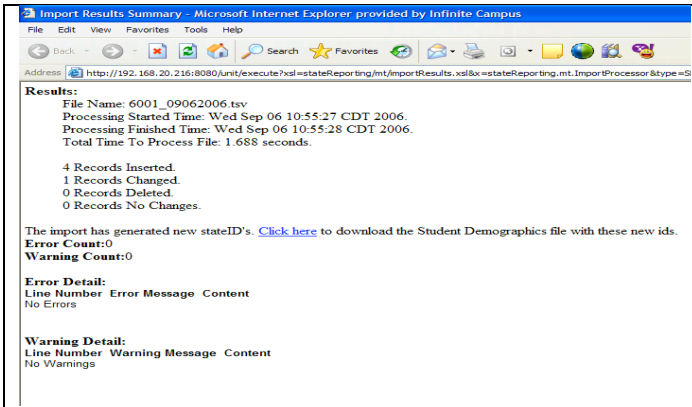 Import Results Summary - Microsoft Internet Explorer provided by Infinite Campus
File Edit View Favorites Tools Help
Back Search Favorites
Address http://192.168.20.216:8080/unit/execute?xsl=stateReporting/mt/importResults.xsl&x=stateReporting.mt.ImportProcessor&type=S
Results:
File Name: 6001_09062006.tsv
Processing Started Time: Wed Sep 06 10:55:27 CDT 2006.
Processing Finished Time: Wed Sep 06 10:55:28 CDT 2006.
Total Time To Process File: 1.688 seconds.
4 Records Inserted.
1 Records Changed.
0 Records Deleted.
0 Records No Changes.
The import has generated new stateID's. Click here to download the Student Demographics file with these new ids.
Error Count:0
Warning Count:0
Error Detail:
Line Number Error Message Content
No Errors
Warning Detail:
Line Number Warning Message Content
No Warnings